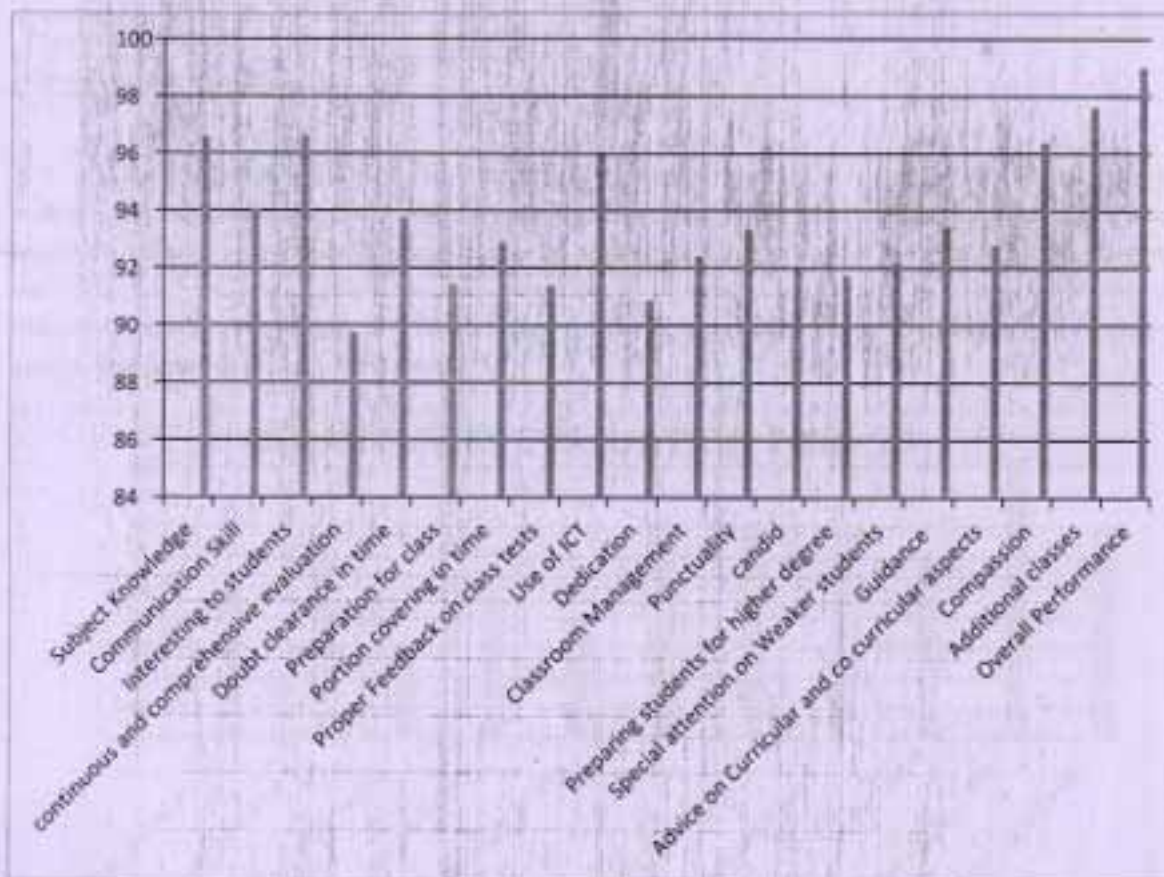 100
98
96
94
92
90
88
86
84
Subject Knowledge
Communication Skill
Interesting to students
continuous and comprehensive evaluation
Doubt clearance in time
Preparation for class
Portion covering in time
Proper Feedback on class tests
Use of ICT
Dedication
Classroom Management
Punctuality
candid
Preparing students for higher degree
Special attention on Weaker students
Guidance
Advice on Curricular and co curricular aspects
Compassion
Additional classes
Overall Performance